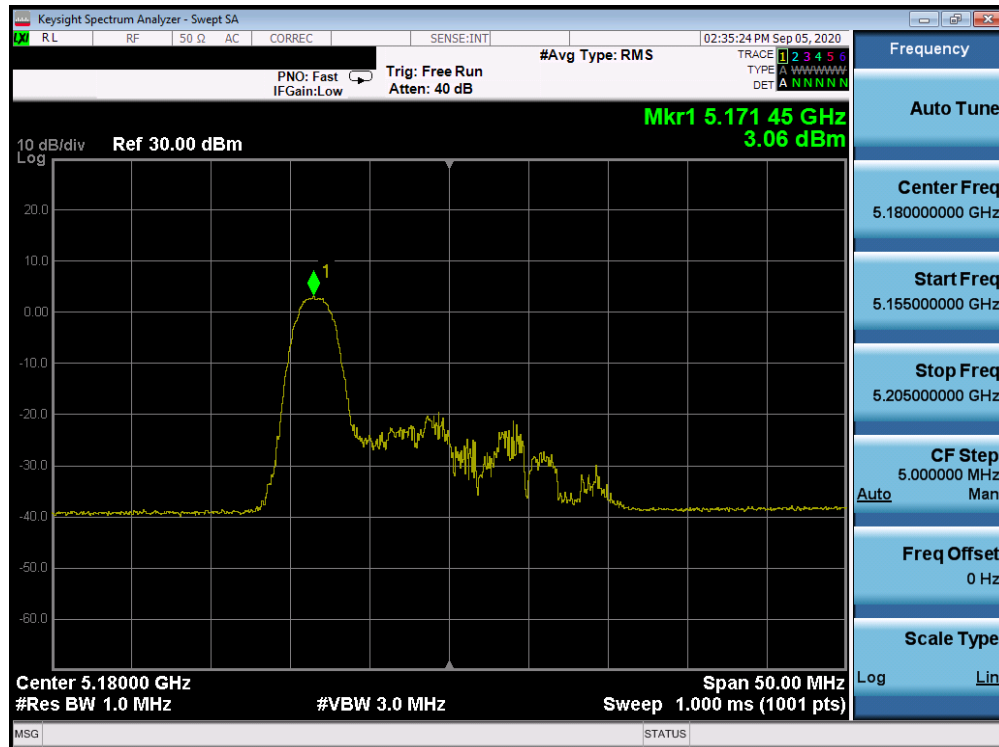 Keysight Spectrum Analyzer - Swept SA
LXI RL RF 50 Ω AC CORREC SENSE:INT 02:35:24 PM Sep 05, 2020
#Avg Type: RMS
TRACE 1 2 3 4 5 6
TYPE A WWWWW
DET A N N N N N
PNO: Fast
IFGain:Low
Trig: Free Run
Atten: 40 dB
Mkr1 5.171 45 GHz
3.06 dBm
10 dB/div Ref 30.00 dBm
Log
20.0
10.0
0.00
-10.0
-20.0
-30.0
-40.0
-50.0
-60.0
1
Center 5.18000 GHz
Span 50.00 MHz
#Res BW 1.0 MHz
#VBW 3.0 MHz
Sweep 1.000 ms (1001 pts)
MSG
STATUS
Frequency
Auto Tune
Center Freq
5.180000000 GHz
Start Freq
5.155000000 GHz
Stop Freq
5.205000000 GHz
CF Step
5.000000 MHz
Auto Man
Freq Offset
0 Hz
Scale Type
Log Lin